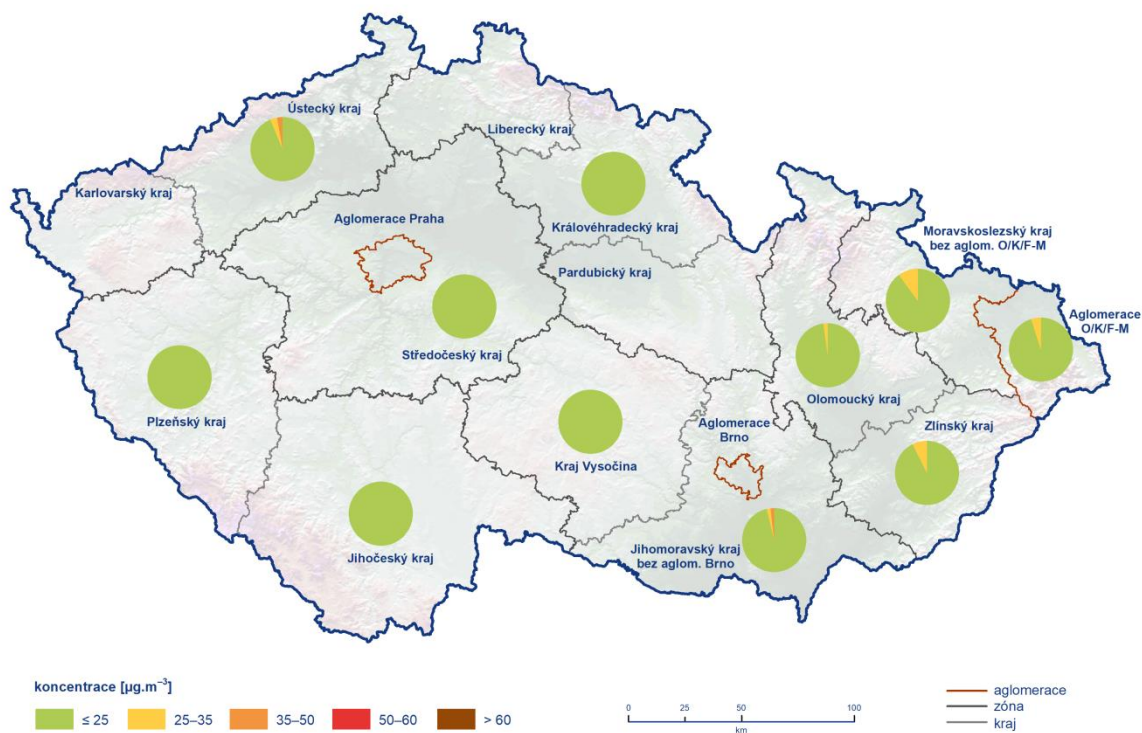 Ústecký kraj
Liberecký kraj
Karlovarský kraj
Aglomerace Praha
Královéhradecký kraj
Moravskoslezský kraj
bez aglom. O/K/F-M
Pardubický kraj
Aglomerace
O/K/F-M
Středočeský kraj
Olomoucký kraj
Plzeňský kraj
Aglomerace
Brno
Zlínský kraj
Kraj Vysočina
Jihočeský kraj
Jihomoravský kraj
bez aglom. Brno
koncentrace [µg.m⁻³]
≤ 25
25–35
35–50
50–60
> 60
0 25 50 100
km
aglomerace
zóna
kraj